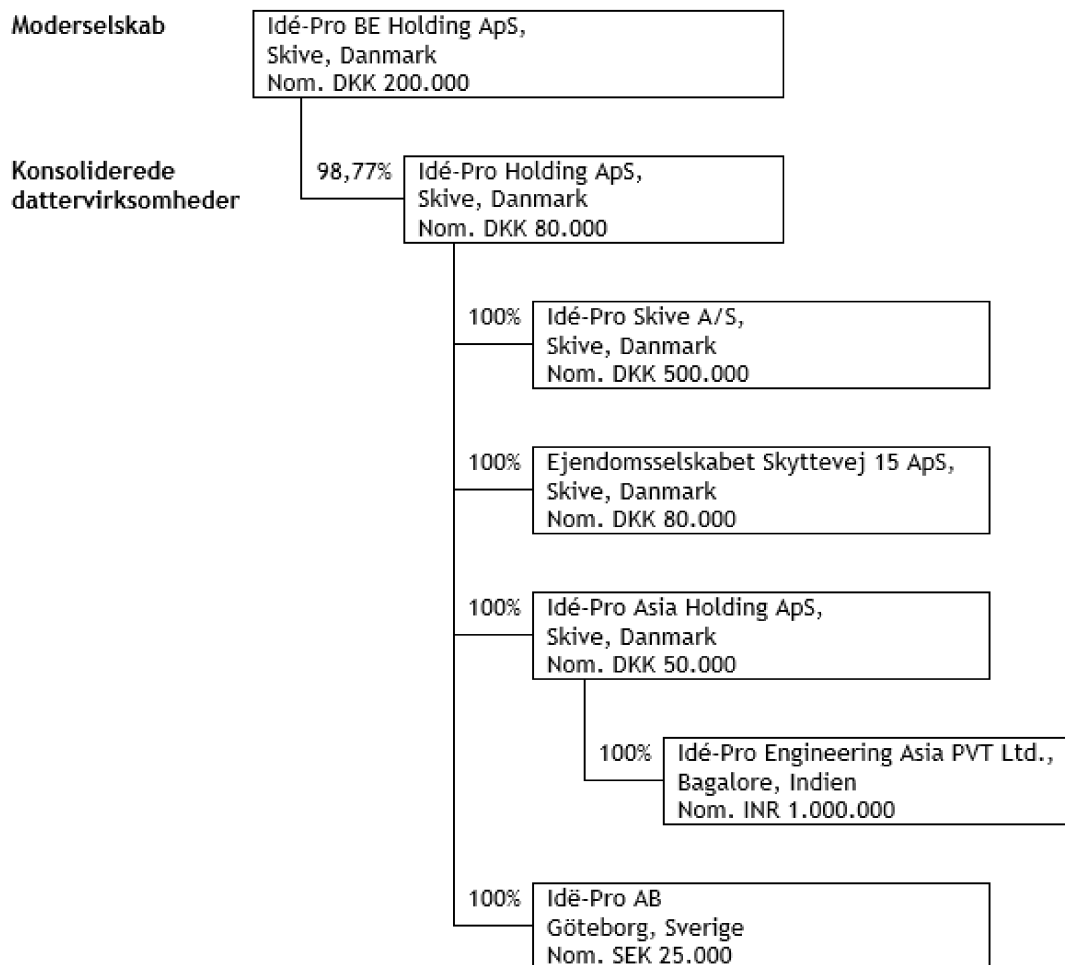 Moderselskab
Idé-Pro BE Holding ApS,
Skive, Danmark
Nom. DKK 200.000
Konsoliderede
dattervirksomheder
98,77%
Idé-Pro Holding ApS,
Skive, Danmark
Nom. DKK 80.000
100%
Idé-Pro Skive A/S,
Skive, Danmark
Nom. DKK 500.000
100%
Ejendomsselskabet Skyttevej 15 ApS,
Skive, Danmark
Nom. DKK 80.000
100%
Idé-Pro Asia Holding ApS,
Skive, Danmark
Nom. DKK 50.000
100%
Idé-Pro Engineering Asia PVT Ltd.,
Bagalore, Indien
Nom. INR 1.000.000
100%
Idë-Pro AB
Göteborg, Sverige
Nom. SEK 25.000